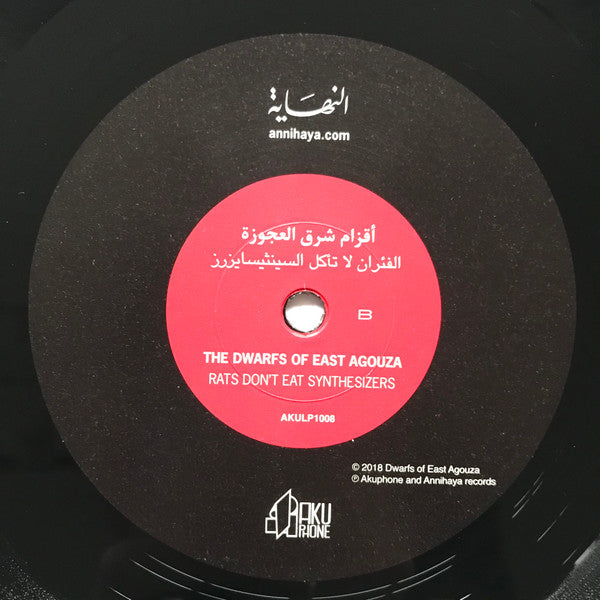 النهاية
annihaya.com
أقزام شرق العجوزة
الفئران لا تأكل السينثيسايزرز
B
THE DWARFS OF EAST AGOUZA
RATS DON'T EAT SYNTHESIZERS
AKULP1008
© 2018 Dwarfs of East Agouza
℗ Akuphone and Annihaya records
AKU
PHONE